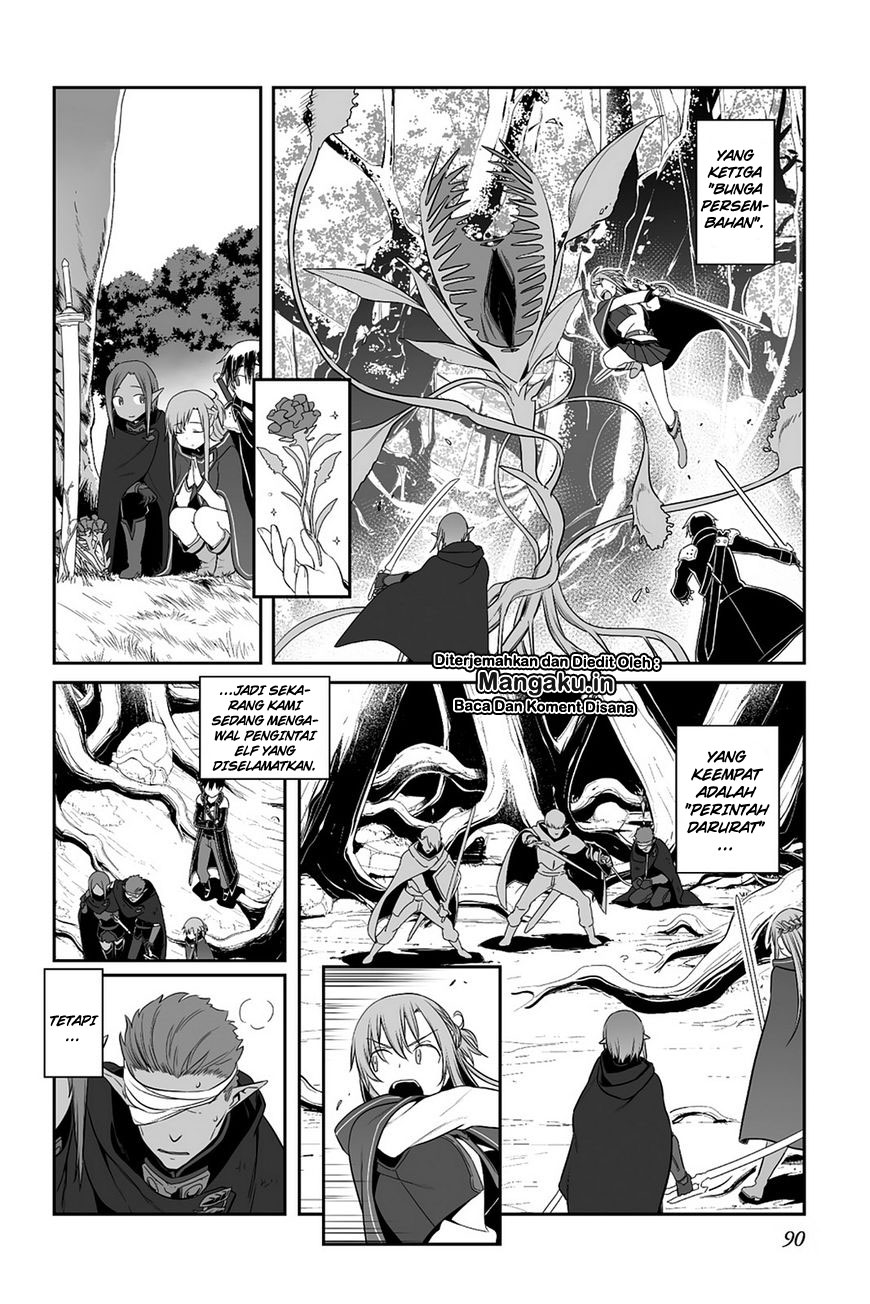 YANG
KETIGA
"BUNGA
PERSEM-
BAHAN".
Diterjemahkan dan Diedit Oleh :
Mangaku.in
Baca Dan Koment Disana
YANG
KEEMPAT
ADALAH
"PERINTAH
DARURAT"
...
...JADI SEKA-
RANG KAMI
SEDANG MENGA-
WAL PENGINTAI
ELF YANG
DISELAMATKAN.
TETAPI
...
90